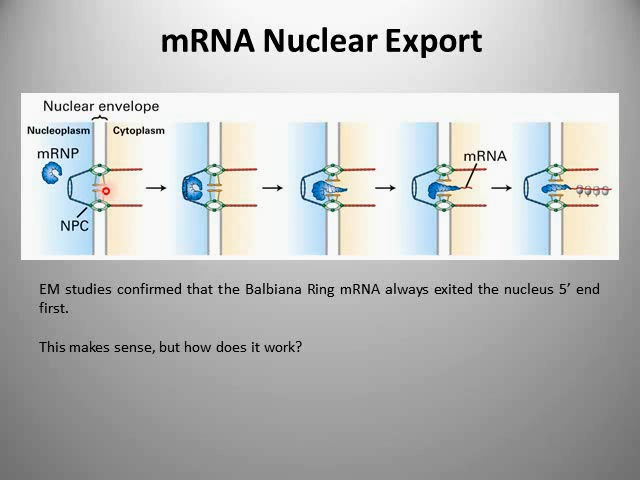 mRNA Nuclear Export
Nuclear envelope
Nucleoplasm Cytoplasm
mRNP
mRNA
NPC
EM studies confirmed that the Balbiana Ring mRNA always exited the nucleus 5’ end
first.
This makes sense, but how does it work?